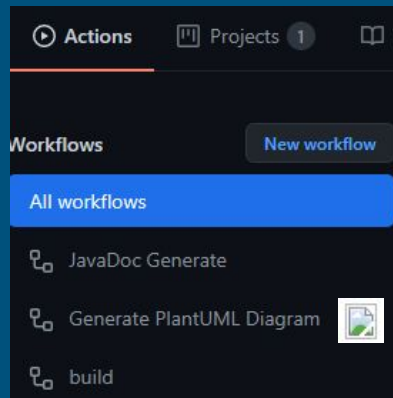 Actions Projects 1
Workflows New workflow
All workflows
JavaDoc Generate
Generate PlantUML Diagram
build